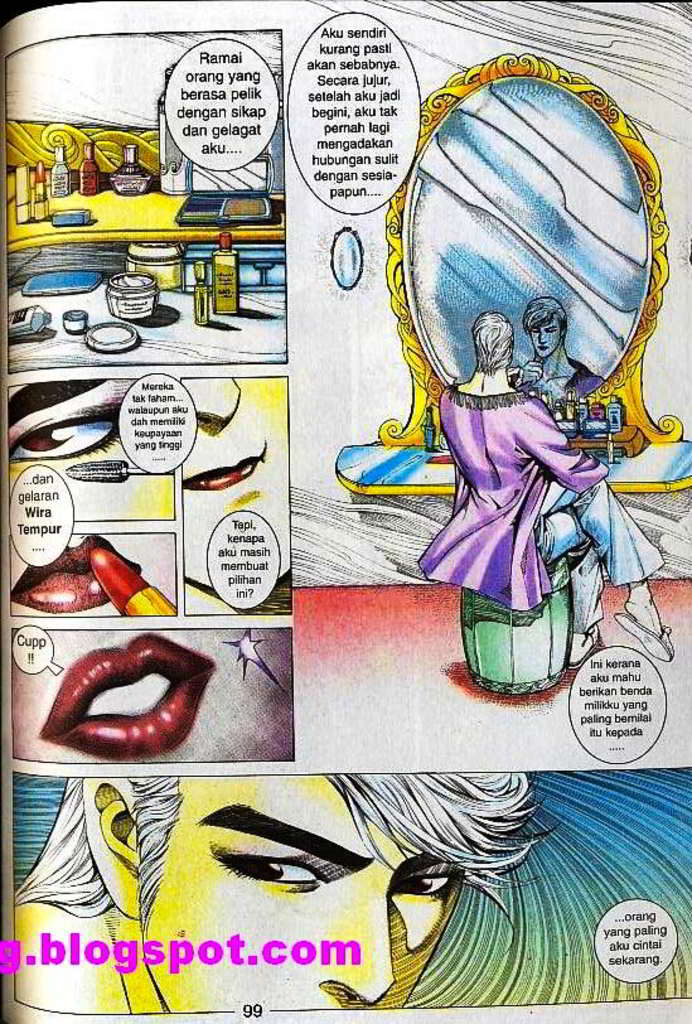 Ramai
orang yang
berasa pelik
dengan sikap
dan gelagat
aku....
Aku sendiri
kurang pasti
akan sebabnya.
Secara jujur,
setelah aku jadi
begini, aku tak
pernah lagi
mengadakan
hubungan sulit
dengan sesia-
papun....
Mereka
tak faham...
walaupun aku
memiliki
keupayaan
tinggi
.....
...dan
gelaran
Wira
Tempur
....
Tepi,
kenapa
aku masih
membuat
pilihan
ini?
Cupp
!!
Ini kerana
aku mahu
berikan benda
milikku yang
paling bernilai
itu kepada
.....
...orang
yang paling
aku cintai
sekarang.
g.blogspot.com
99